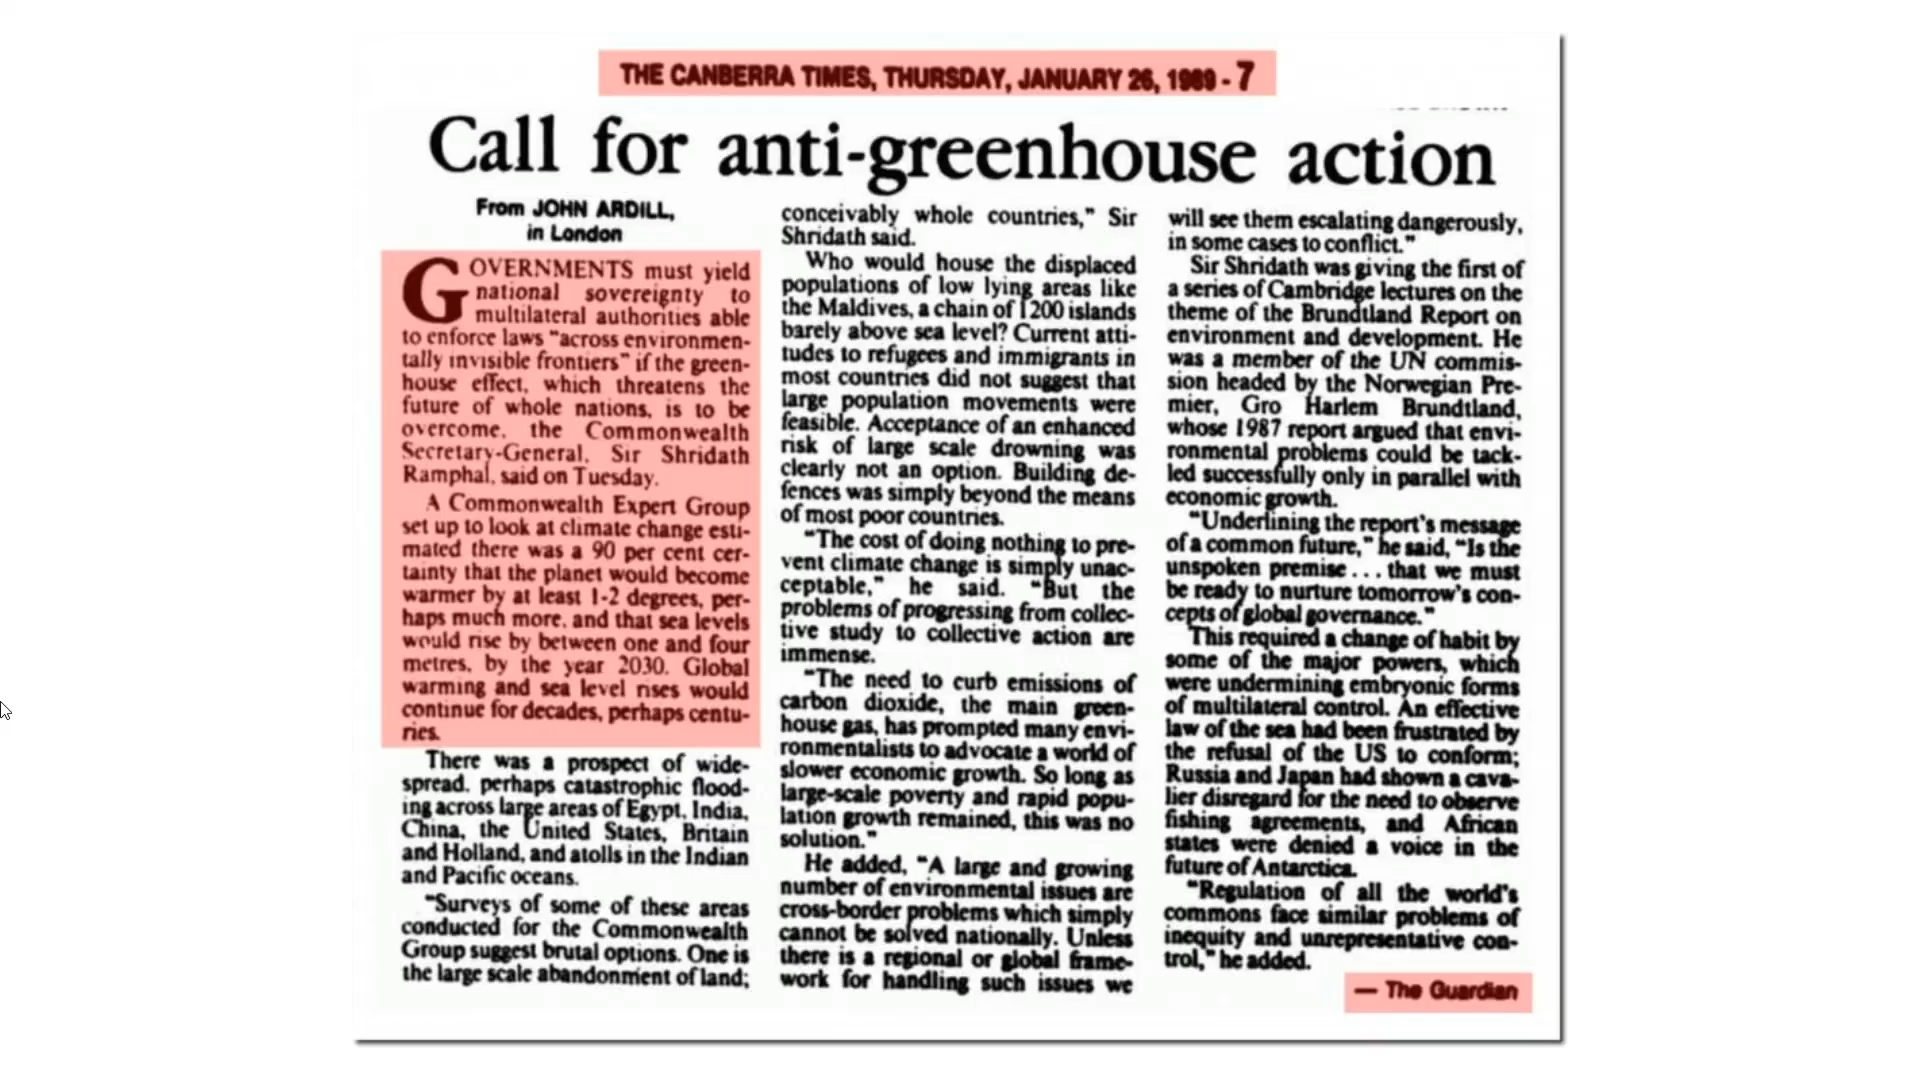 THE CANBERRA TIMES, THURSDAY, JANUARY 26, 1989 - 7
Call for anti-greenhouse action
From JOHN ARDILL,
in London
GOVERNMENTS must yield
national sovereignty to
multilateral authorities able
to enforce laws "across environmen-
tally invisible frontiers" if the green-
house effect, which threatens the
future of whole nations, is to be
overcome, the Commonwealth
Secretary-General, Sir Shridath
Ramphal, said on Tuesday.
A Commonwealth Expert Group
set up to look at climate change esti-
mated there was a 90 per cent cer-
tainty that the planet would become
warmer by at least 1-2 degrees, per-
haps much more, and that sea levels
would rise by between one and four
metres, by the year 2030. Global
warming and sea level rises would
continue for decades, perhaps centu-
ries.
There was a prospect of wide-
spread, perhaps catastrophic flood-
ing across large areas of Egypt, India,
China, the United States, Britain
and Holland, and atolls in the Indian
and Pacific oceans.
"Surveys of some of these areas
conducted for the Commonwealth
Group suggest brutal options. One is
the large scale abandonment of land;
conceivably whole countries," Sir
Shridath said.
Who would house the displaced
populations of low lying areas like
the Maldives, a chain of 1200 islands
barely above sea level? Current atti-
tudes to refugees and immigrants in
most countries did not suggest that
large population movements were
feasible. Acceptance of an enhanced
risk of large scale drowning was
clearly not an option. Building de-
fences was simply beyond the means
of most poor countries.
"The cost of doing nothing to pre-
vent climate change is simply unac-
ceptable," he said. "But the
problems of progressing from collec-
tive study to collective action are
immense.
"The need to curb emissions of
carbon dioxide, the main green-
house gas, has prompted many envi-
ronmentalists to advocate a world of
slower economic growth. So long as
large-scale poverty and rapid popu-
lation growth remained, this was no
solution."
He added, "A large and growing
number of environmental issues are
cross-border problems which simply
cannot be solved nationally. Unless
there is a regional or global frame-
work for handling such issues we
will see them escalating dangerously,
in some cases to conflict."
Sir Shridath was giving the first of
a series of Cambridge lectures on the
theme of the Brundtland Report on
environment and development. He
was a member of the UN commis-
sion headed by the Norwegian Pre-
mier, Gro Harlem Brundtland,
whose 1987 report argued that envi-
ronmental problems could be tack-
led successfully only in parallel with
economic growth.
"Underlining the report's message
of a common future," he said, "Is the
unspoken premise . . . that we must
be ready to nurture tomorrow's con-
cepts of global governance."
This required a change of habit by
some of the major powers, which
were undermining embryonic forms
of multilateral control. An effective
law of the sea had been frustrated by
the refusal of the US to conform;
Russia and Japan had shown a cava-
lier disregard for the need to observe
fishing agreements, and African
states were denied a voice in the
future of Antarctica.
"Regulation of all the world's
commons face similar problems of
inequity and unrepresentative con-
trol," he added.
— The Guardian